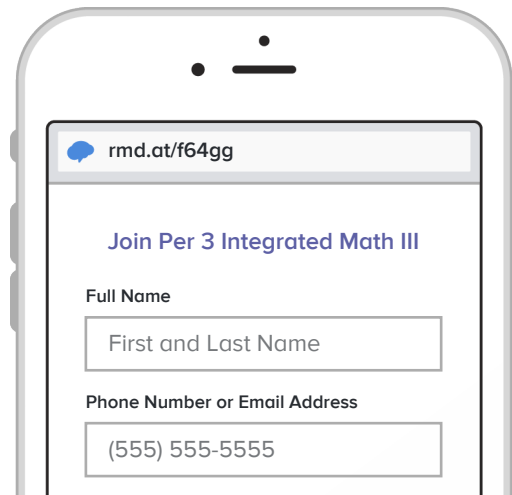 rmd.at/f64gg
Join Per 3 Integrated Math III
Full Name
First and Last Name
Phone Number or Email Address
(555) 555-5555